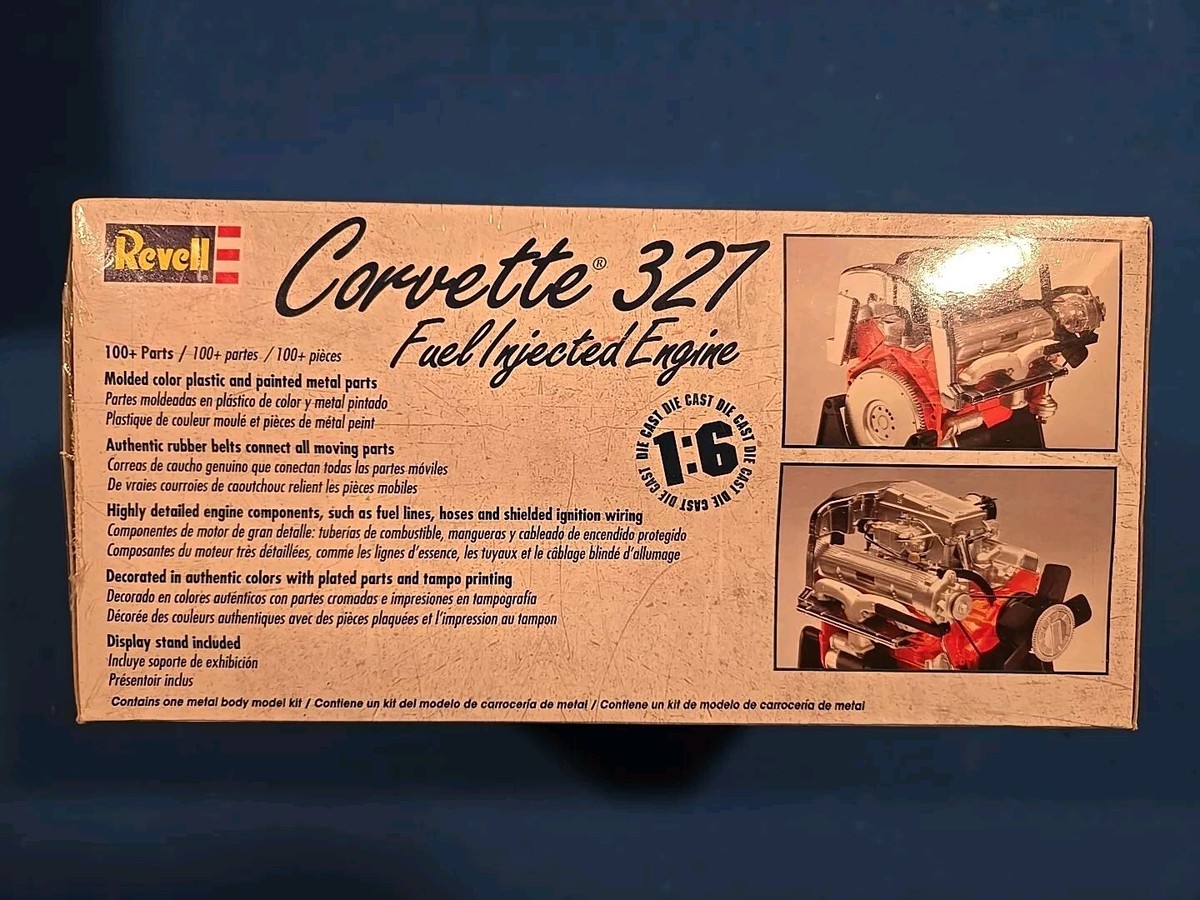 Revell
Corvette® 327
Fuel Injected Engine
100+ Parts / 100+ partes / 100+ pièces
Molded color plastic and painted metal parts
Partes moldeadas en plástico de color y metal pintado
Plastique de couleur moulé et pièces de métal peint
Authentic rubber belts connect all moving parts
Correas de caucho genuino que conectan todas las partes móviles
De vraies courroies de caoutchouc relient les pièces mobiles
Highly detailed engine components, such as fuel lines, hoses and shielded ignition wiring
Componentes de motor de gran detalle: tuberías de combustible, mangueras y cableado de encendido protegido
Composantes du moteur très détaillées, comme les lignes d'essence, les tuyaux et le câblage blindé d'allumage
Decorated in authentic colors with plated parts and tampo printing
Decorado en colores auténticos con partes cromadas e impresiones en tampografía
Décorée des couleurs authentiques avec des pièces plaquées et l'impression au tampon
Display stand included
Incluye soporte de exhibición
Présentoir inclus
Contains one metal body model kit / Contiene un kit del modelo de carrocería de metal / Contiene un kit de modelo de carrocería de metal
DIE CAST DIE CAST DIE CAST DIE CAST DIE CAST DIE CAST
1:6